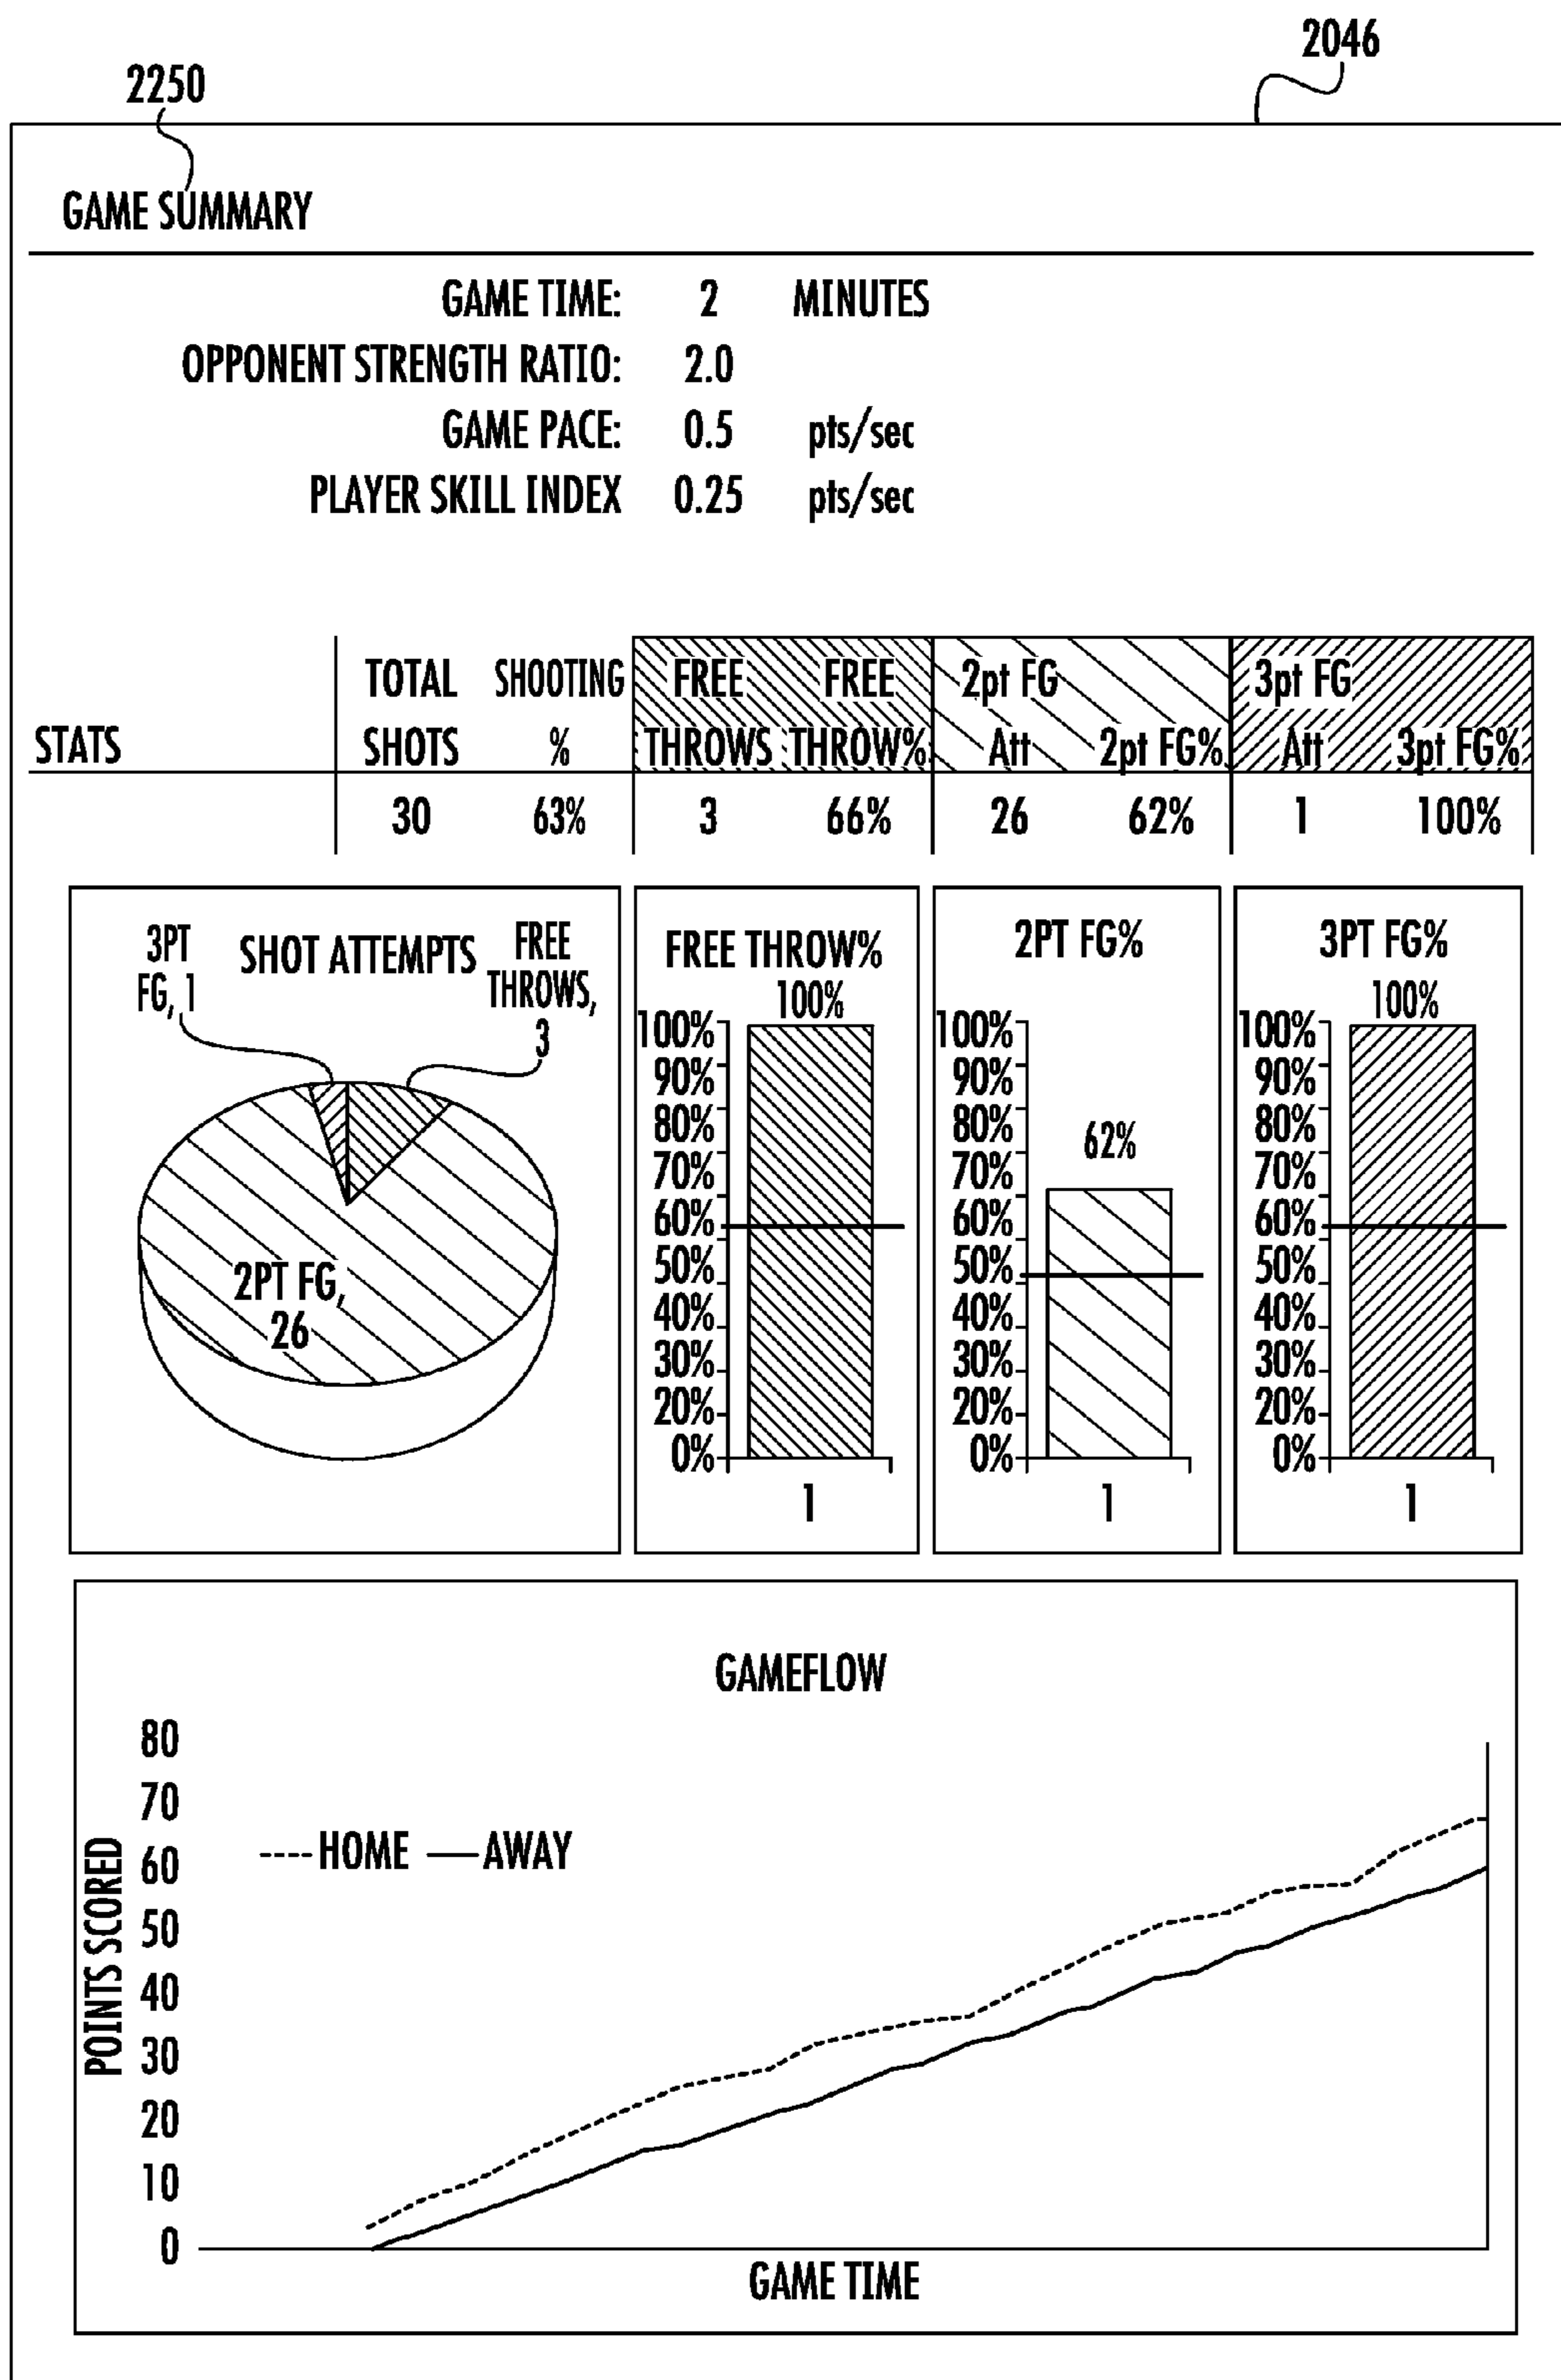 2046
2250
GAME SUMMARY
GAME TIME: 2 MINUTES
OPPONENT STRENGTH RATIO: 2.0
GAME PACE: 0.5 pts/sec
PLAYER SKILL INDEX 0.25 pts/sec
TOTAL SHOOTING FREE FREE 2pt FG 3pt FG
STATS SHOTS % THROWS THROW% Att 2pt FG% Att 3pt FG%
30 63% 3 66% 26 62% 1 100%
SHOT ATTEMPTS
3PT
FG, 1
FREE
THROWS,
3
2PT FG,
26
FREE THROW%
100%
100%
90%
80%
70%
60%
50%
40%
30%
20%
0%
1
2PT FG%
100%
90%
80%
62%
70%
60%
50%
40%
30%
20%
0%
1
3PT FG%
100%
100%
90%
80%
70%
60%
50%
40%
30%
20%
0%
1
GAMEFLOW
POINTS SCORED
80
70
60
50
40
30
20
10
0
HOME AWAY
GAME TIME